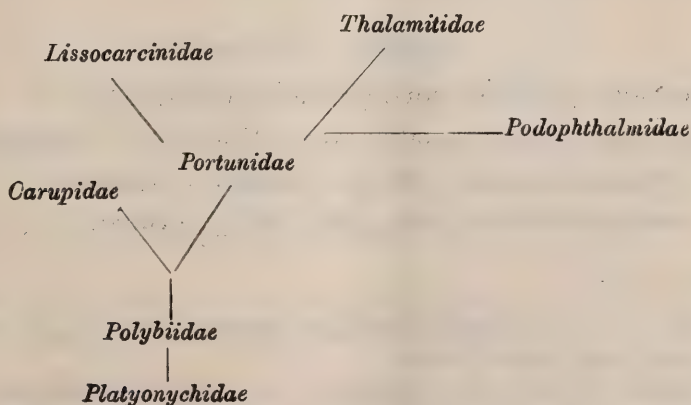 Thalamitidae
Lissocarcinidae
Podophthalmidae
Portunidae
Carupidae
Polybiidae
Platyonychidae